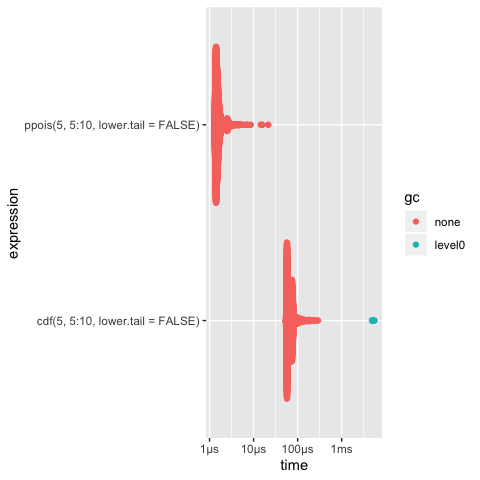 expression
ppois(5, 5:10, lower.tail = FALSE)
cdf(5, 5:10, lower.tail = FALSE)
1µs 10µs 100µs 1ms
time
gc
none
level0